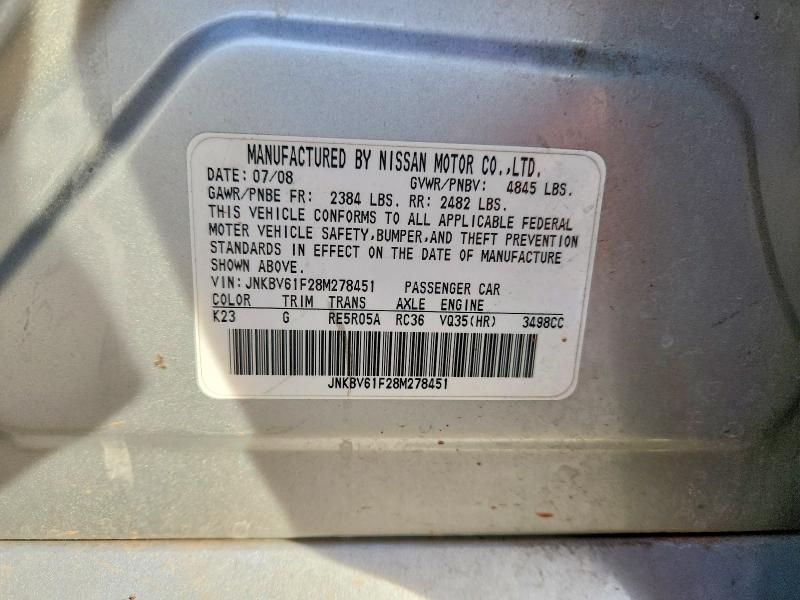 MANUFACTURED BY NISSAN MOTOR CO.,LTD.
DATE: 07/08 GVWR/PNBV: 4845 LBS.
GAWR/PNBE FR: 2384 LBS. RR: 2482 LBS.
THIS VEHICLE CONFORMS TO ALL APPLICABLE FEDERAL
MOTER VEHICLE SAFETY,BUMPER,AND THEFT PREVENTION
STANDARDS IN EFFECT ON THE DATE OF MANUFACTURE
SHOWN ABOVE.
VIN: JNKBV61F28M278451 PASSENGER CAR
COLOR TRIM TRANS AXLE ENGINE
K23 G RE5R05A RC36 VQ35(HR) 3498CC
JNKBV61F28M278451